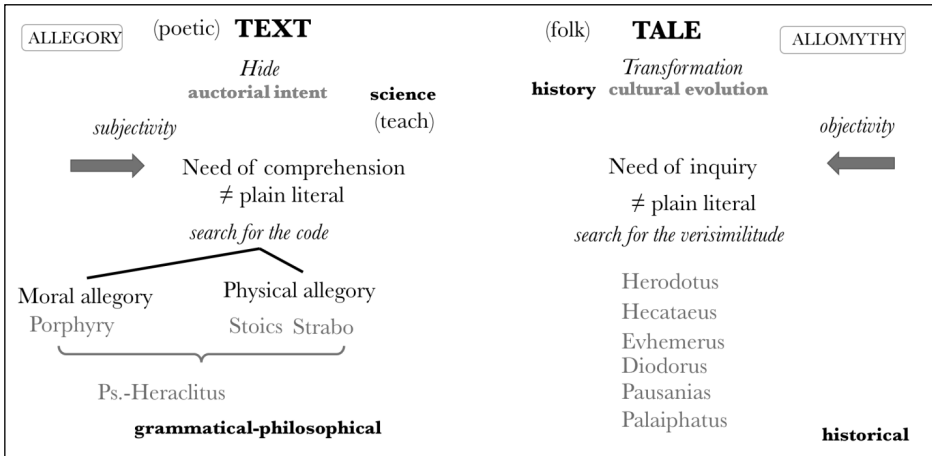 ALLEGORY
(poetic) TEXT
Hide
auctorial intent
science
(teach)
subjectivity
Need of comprehension
≠ plain literal
search for the code
Moral allegory
Physical allegory
Porphyry
Stoics Strabo
Ps.-Heraclitus
grammatical-philosophical
(folk) TALE
ALLOMYTHY
Transformation
history cultural evolution
objectivity
Need of inquiry
≠ plain literal
search for the verisimilitude
Herodotus
Hecataeus
Evhemerus
Diodorus
Pausanias
Palaiphatus
historical